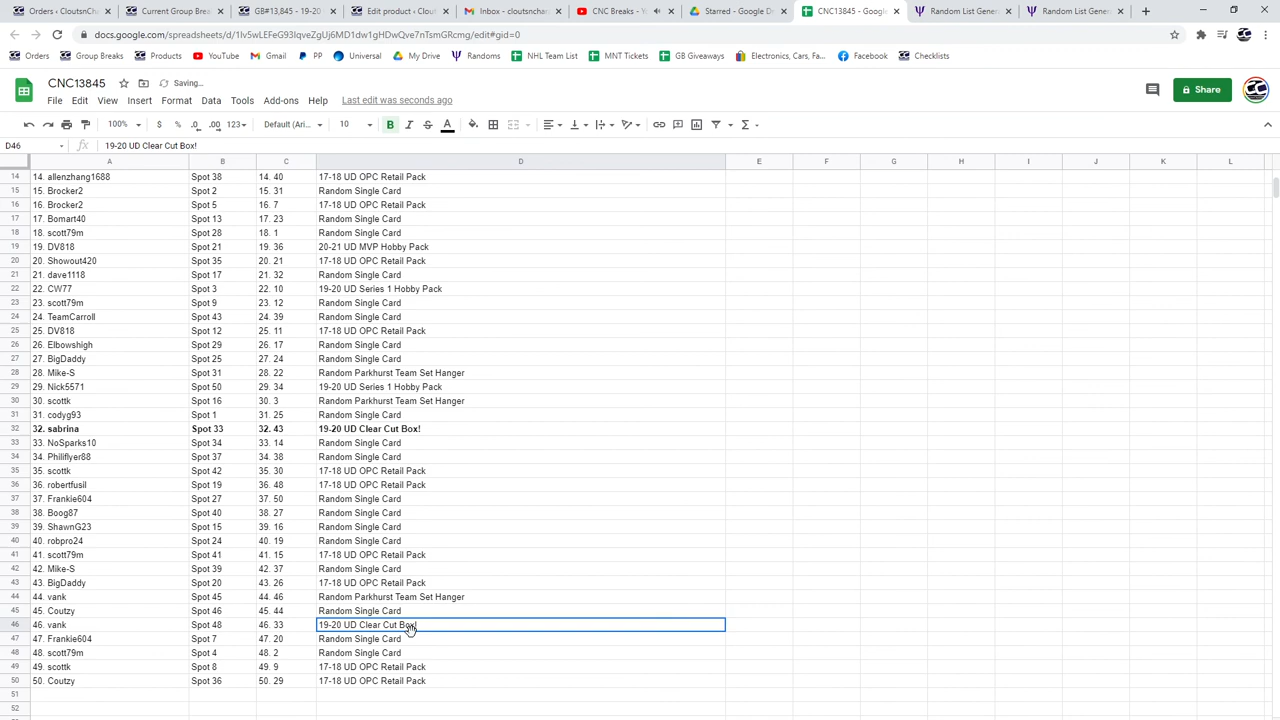 Orders ‹ CloutsnCh
Current Group Brea
GB#13,845 - 19-20
Edit product ‹ Clout
Inbox - cloutsnchar
CNC Breaks - Y
Starred - Google D
CNC13845 - Google
Random List Gener
Random List Gener
docs.google.com/spreadsheets/d/1lv5wLEFeG93IqveZgUj6MD1dw1gHDwQve7nTsmGRcmg/edit#gid=0
Orders Group Breaks Products YouTube Gmail PP Universal My Drive Randoms NHL Team List MNT Tickets GB Giveaways Electronics, Cars, Fa... Facebook Checklists
CNC13845 Saving...
File Edit View Insert Format Data Tools Add-ons Help Last edit was seconds ago
Share
100% $ % .0 .00 123 Default (Ari... 10 B I S A
D46 fx 19-20 UD Clear Cut Box!
A B C D E F G H I J K L
14 14. allenzhang1688 Spot 38 14. 40 17-18 UD OPC Retail Pack
15 15. Brocker2 Spot 2 15. 31 Random Single Card
16 16. Brocker2 Spot 5 16. 7 17-18 UD OPC Retail Pack
17 17. Bomart40 Spot 13 17. 23 Random Single Card
18 18. scott79m Spot 28 18. 1 Random Single Card
19 19. DV818 Spot 21 19. 36 20-21 UD MVP Hobby Pack
20 20. Showout420 Spot 35 20. 21 17-18 UD OPC Retail Pack
21 21. dave1118 Spot 17 21. 32 Random Single Card
22 22. CW77 Spot 3 22. 10 19-20 UD Series 1 Hobby Pack
23 23. scott79m Spot 9 23. 12 Random Single Card
24 24. TeamCarroll Spot 43 24. 39 Random Single Card
25 25. DV818 Spot 12 25. 11 17-18 UD OPC Retail Pack
26 26. Elbowshigh Spot 29 26. 17 Random Single Card
27 27. BigDaddy Spot 25 27. 24 Random Single Card
28 28. Mike-S Spot 31 28. 22 Random Parkhurst Team Set Hanger
29 29. Nick5571 Spot 50 29. 34 19-20 UD Series 1 Hobby Pack
30 30. scottk Spot 16 30. 3 Random Parkhurst Team Set Hanger
31 31. codyg93 Spot 1 31. 25 Random Single Card
32 32. sabrina Spot 33 32. 43 19-20 UD Clear Cut Box!
33 33. NoSparks10 Spot 34 33. 14 Random Single Card
34 34. Philiflyer88 Spot 37 34. 38 Random Single Card
35 35. scottk Spot 42 35. 30 17-18 UD OPC Retail Pack
36 36. robertfusil Spot 19 36. 48 17-18 UD OPC Retail Pack
37 37. Frankie604 Spot 27 37. 50 Random Single Card
38 38. Boog87 Spot 40 38. 27 Random Single Card
39 39. ShawnG23 Spot 15 39. 16 Random Single Card
40 40. robpro24 Spot 24 40. 19 Random Single Card
41 41. scott79m Spot 41 41. 15 17-18 UD OPC Retail Pack
42 42. Mike-S Spot 39 42. 37 Random Single Card
43 43. BigDaddy Spot 20 43. 26 17-18 UD OPC Retail Pack
44 44. vank Spot 45 44. 46 Random Parkhurst Team Set Hanger
45 45. Coutzy Spot 46 45. 44 Random Single Card
46 46. vank Spot 48 46. 33 19-20 UD Clear Cut Box!
47 47. Frankie604 Spot 7 47. 20 Random Single Card
48 48. scott79m Spot 4 48. 2 Random Single Card
49 49. scottk Spot 8 49. 9 17-18 UD OPC Retail Pack
50 50. Coutzy Spot 36 50. 29 17-18 UD OPC Retail Pack
51
52